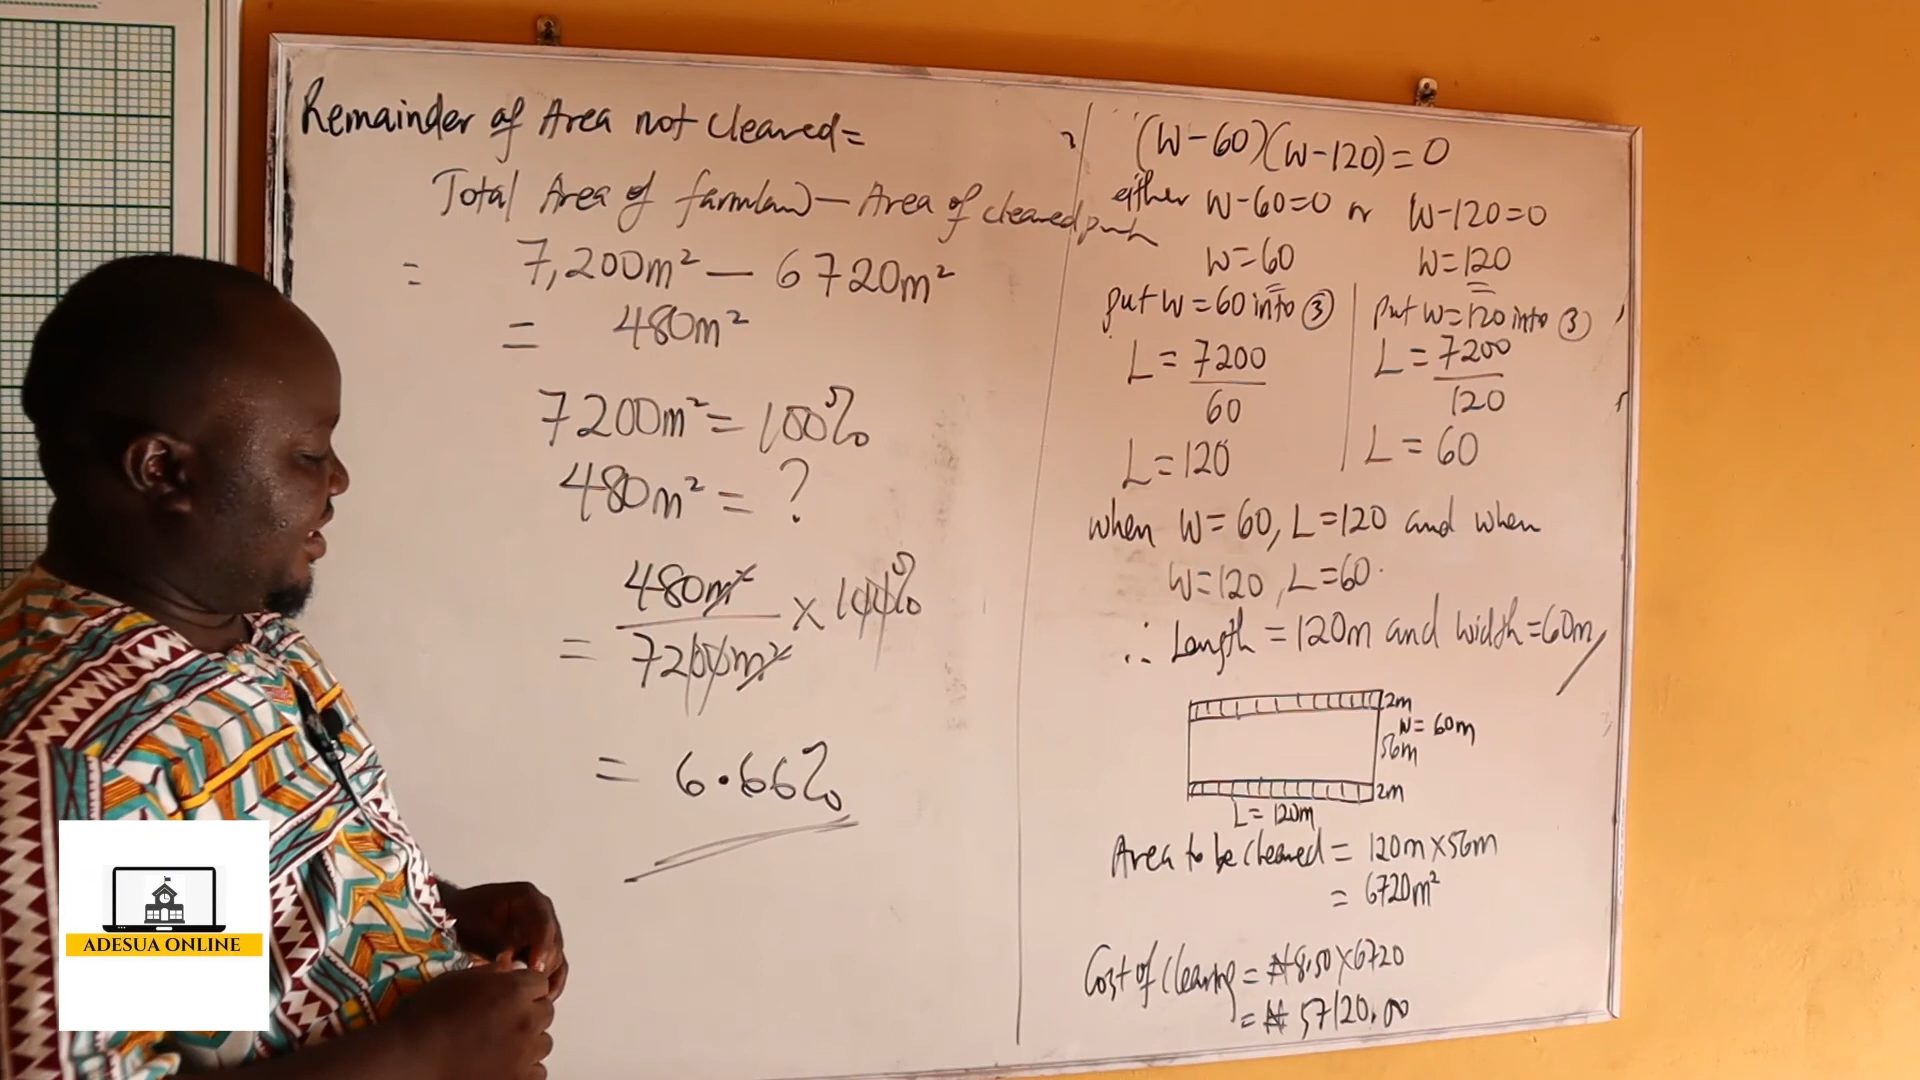 Remainder of Area not cleared=
Total Area of farmland — Area of cleared path
= 7,200m² — 6720m²
= 480m²
7200m² = 100%
480m² = ?
= 480m²/7200m² × 100%
= 6.66%
(W-60)(W-120)=0
either W-60=0 or W-120=0
W=60 W=120
put W=60 into ③ put W=120 into ③
L = 7200/60 L = 7200/120
L=120 L = 60
when W=60, L=120 and when
W=120, L=60.
∴ Length = 120m and width=60m
2m
W= 60m
56m
2m
L = 120m
Area to be cleared = 120m×56m
= 6720m²
Cost of clearing = ₦8.50×6720
= ₦57120.00
ADESUA ONLINE